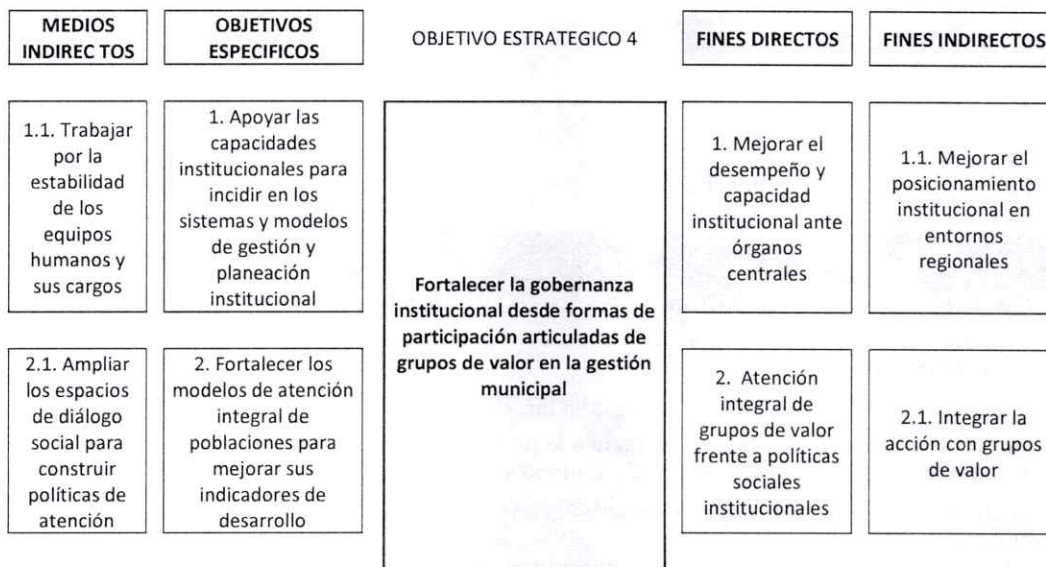 MEDIOS
INDIREC TOS
OBJETIVOS
ESPECIFICOS
OBJETIVO ESTRATEGICO 4
FINES DIRECTOS
FINES INDIRECTOS
1.1. Trabajar
por la
estabilidad
de los
equipos
humanos y
sus cargos
1. Apoyar las
capacidades
institucionales para
incidir en los
sistemas y modelos
de gestión y
planeación
institucional
Fortalecer la gobernanza
institucional desde formas de
participación articuladas de
grupos de valor en la gestión
municipal
1. Mejorar el
desempeño y
capacidad
institucional ante
órganos
centrales
1.1. Mejorar el
posicionamiento
institucional en
entornos
regionales
2.1. Ampliar
los espacios
de diálogo
social para
construir
políticas de
atención
2. Fortalecer los
modelos de atención
integral de
poblaciones para
mejorar sus
indicadores de
desarrollo
2. Atención
integral de
grupos de valor
frente a políticas
sociales
institucionales
2.1. Integrar la
acción con grupos
de valor